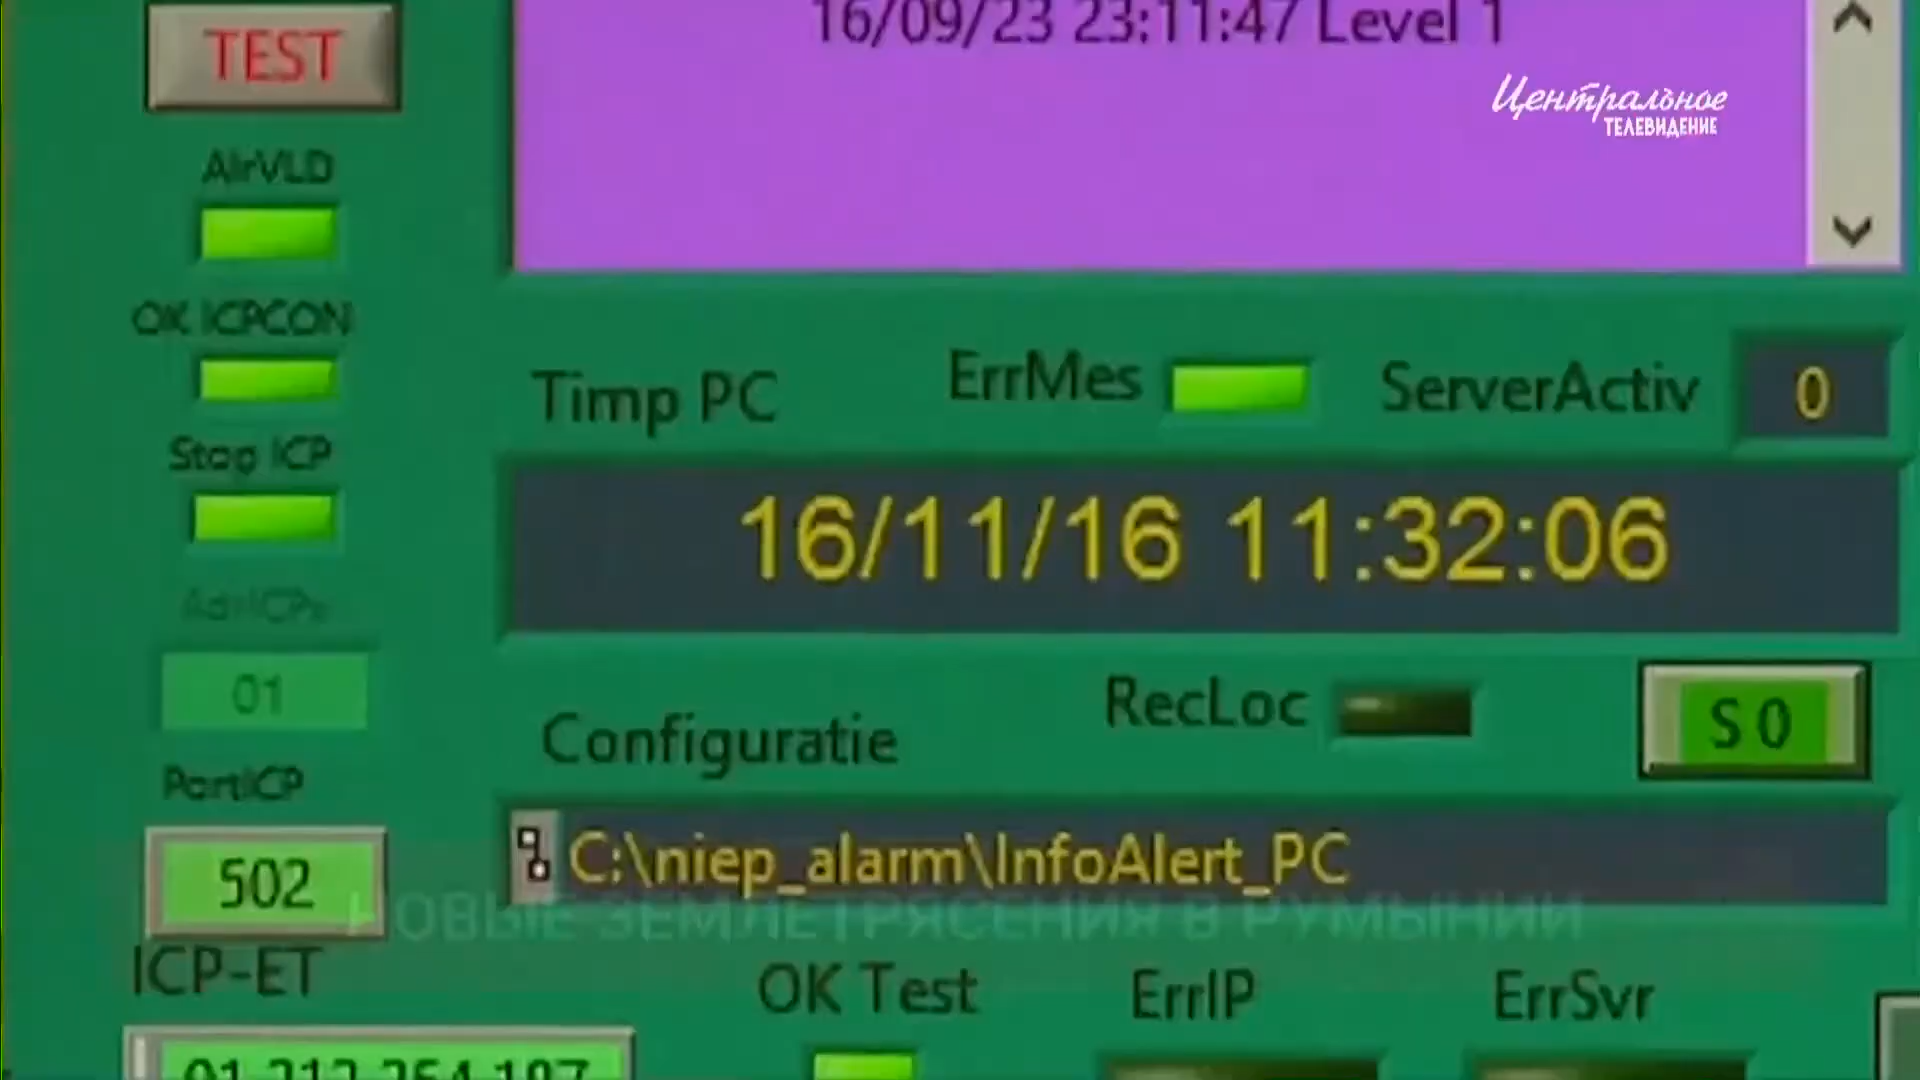 16/09/23 23:11:47 Level 1
TEST
Центральное
ТЕЛЕВИДЕНИЕ
AlrVLD
OK ICPCON
Timp PC
ErrMes
ServerActiv
0
Stop ICP
16/11/16 11:32:06
01
RecLoc
S 0
Configuratie
PortICP
C:\niep_alarm\InfoAlert_PC
502
НОВЫЕ ЗЕМЛЕТРЯСЕНИЯ В РУМЫНИИ
ICP-ET
OK Test
ErrIP
ErrSvr